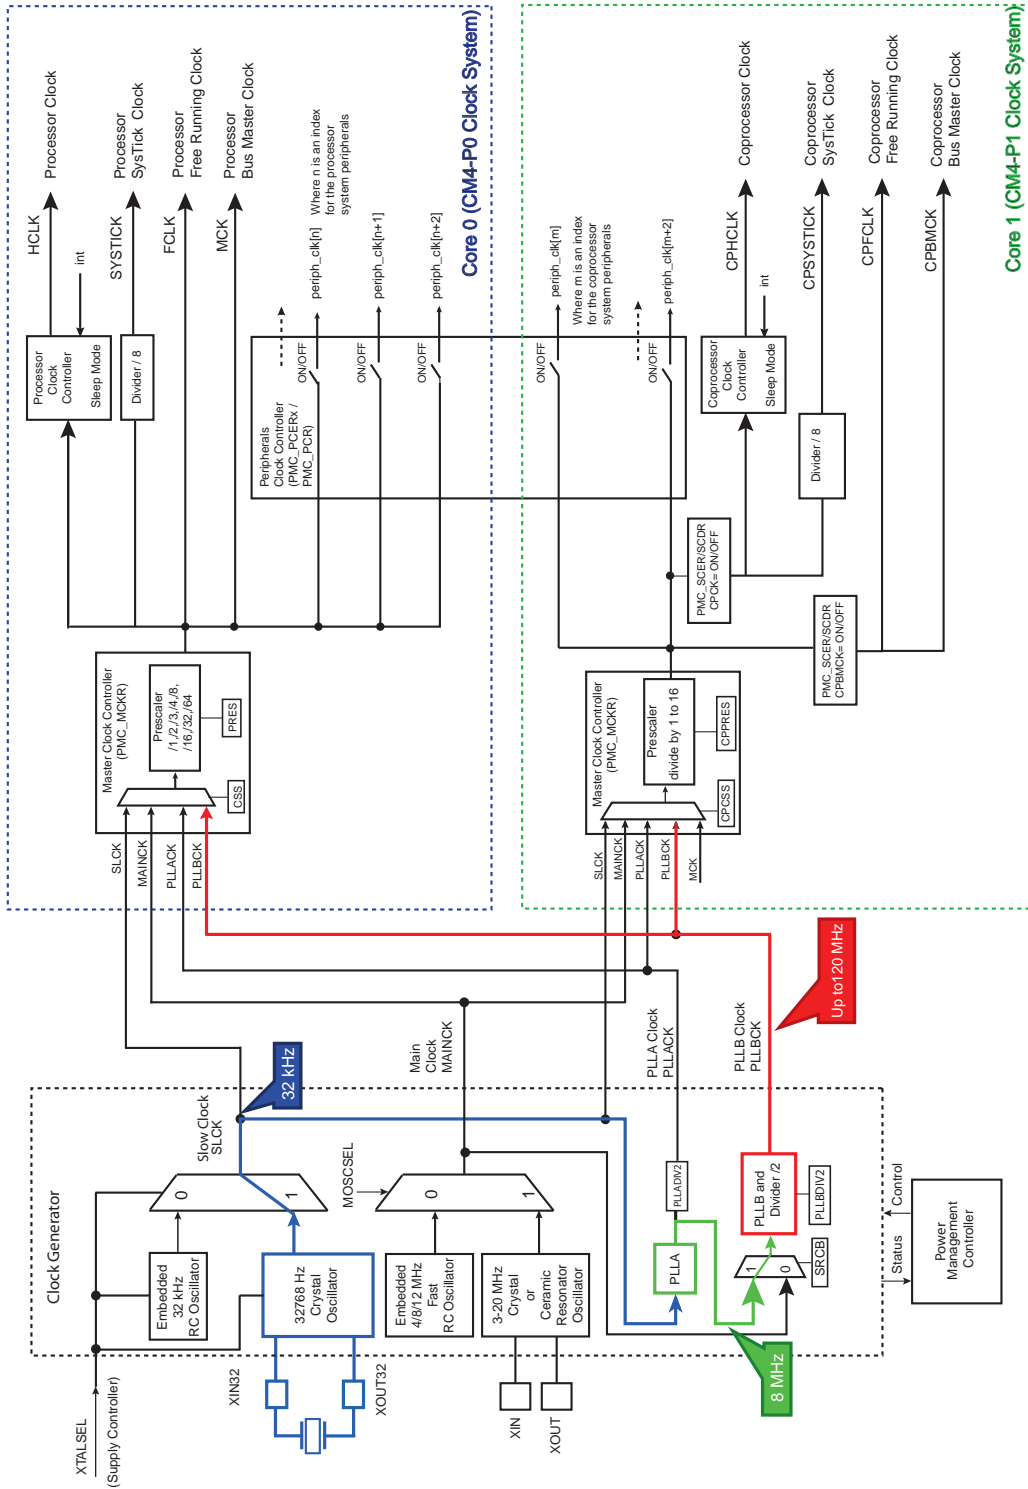 Clock Generator
XTALSEL
(Supply Controller)
Embedded
32 kHz
RC Oscillator
0
1
Slow Clock
SLCK
32 kHz
XIN32
XOUT32
32768 Hz
Crystal
Oscillator
MOSCSEL
Embedded
4/8/12 MHz
Fast
RC Oscillator
0
1
Main
Clock
MAINCK
XIN
XOUT
3-20 MHz
Crystal
or
Ceramic
Resonator
Oscillator
PLLA
PLLADIV2
PLLA Clock
PLLACK
8 MHz
1
0
SRCB
PLLB and
Divider /2
PLLBDIV2
PLLB Clock
PLLBCK
Up to120 MHz
Status
Control
Power
Management
Controller
SLCK
MAINCK
PLLACK
PLLBCK
Master Clock Controller
(PMC_MCKR)
Prescaler
/1,/2,/3,/4,/8,
/16,/32,/64
CSS
PRES
Processor
Clock
Controller
Sleep Mode
int
HCLK
Processor Clock
Divider / 8
SYSTICK
Processor
SysTick Clock
FCLK
Processor
Free Running Clock
MCK
Processor
Bus Master Clock
Peripherals
Clock Controller
(PMC_PCERx /
PMC_PCR)
ON/OFF
periph_clk[n]
Where n is an index
for the processor
system peripherals
ON/OFF
periph_clk[n+1]
ON/OFF
periph_clk[n+2]
Core 0 (CM4-P0 Clock System)
SLCK
MAINCK
PLLACK
PLLBCK
MCK
Master Clock Controller
(PMC_MCKR)
Prescaler
divide by 1 to 16
CPCSS
CPPRES
ON/OFF
periph_clk[m]
Where m is an index
for the coprocessor
system peripherals
ON/OFF
periph_clk[m+2]
PMC_SCER/SCDR
CPCK= ON/OFF
Coprocessor
Clock
Controller
Sleep Mode
int
CPHCLK
Coprocessor Clock
Divider / 8
CPSYSTICK
Coprocessor
SysTick Clock
PMC_SCER/SCDR
CPBMCK= ON/OFF
CPFCLK
Coprocessor
Free Running Clock
CPBMCK
Coprocessor
Bus Master Clock
Core 1 (CM4-P1 Clock System)